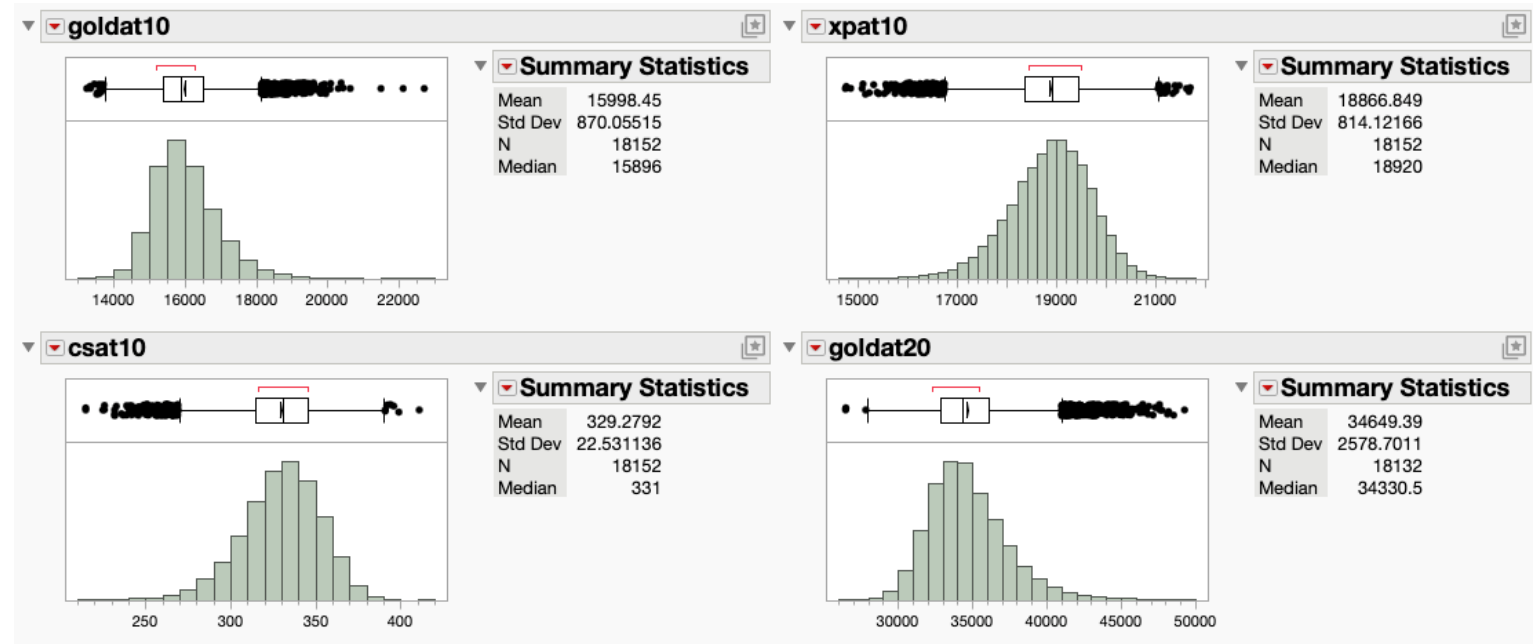 goldat10
Summary Statistics
Mean 15998.45
Std Dev 870.05515
N 18152
Median 15896
14000 16000 18000 20000 22000
xpat10
Summary Statistics
Mean 18866.849
Std Dev 814.12166
N 18152
Median 18920
15000 17000 19000 21000
csat10
Summary Statistics
Mean 329.2792
Std Dev 22.531136
N 18152
Median 331
250 300 350 400
goldat20
Summary Statistics
Mean 34649.39
Std Dev 2578.7011
N 18132
Median 34330.5
30000 35000 40000 45000 50000